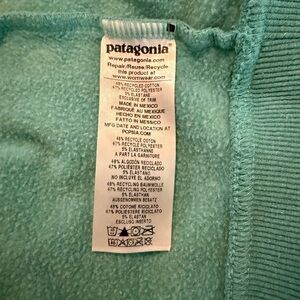 patagonia®
www.patagonia.com
Repair/Reuse/Recycle
this product at
www.wornwear.com
48% RECYCLED COTTON
47% RECYCLED POLYESTER
5% ELASTANE
EXCLUSIVE OF TRIM
MADE IN MEXICO
FABRIQUÉ AU MEXIQUE
HECHO EN MEXICO
FATTO IN MESSICO
MFG DATE AND LOCATION AT
PCPSIA.COM
48% COTON RECYCLÉ
47% POLYESTER RECYCLÉ
5% ELASTHANNE
À PART LA GARNITURE
48% ALGODÓN RECICLADO
47% POLIÉSTER RECICLADO
5% ELASTANO
NO INCLUYE EL ADORNO
48% RECYCLING BAUMWOLLE
47% RECYCLING POLYESTER
5% ELASTHAN
AUSGENOMMEN BESATZ
48% COTONE RICICLATO
47% POLIESTERE RICICLATO
5% ELASTAN
ESCLUSO INSERTO